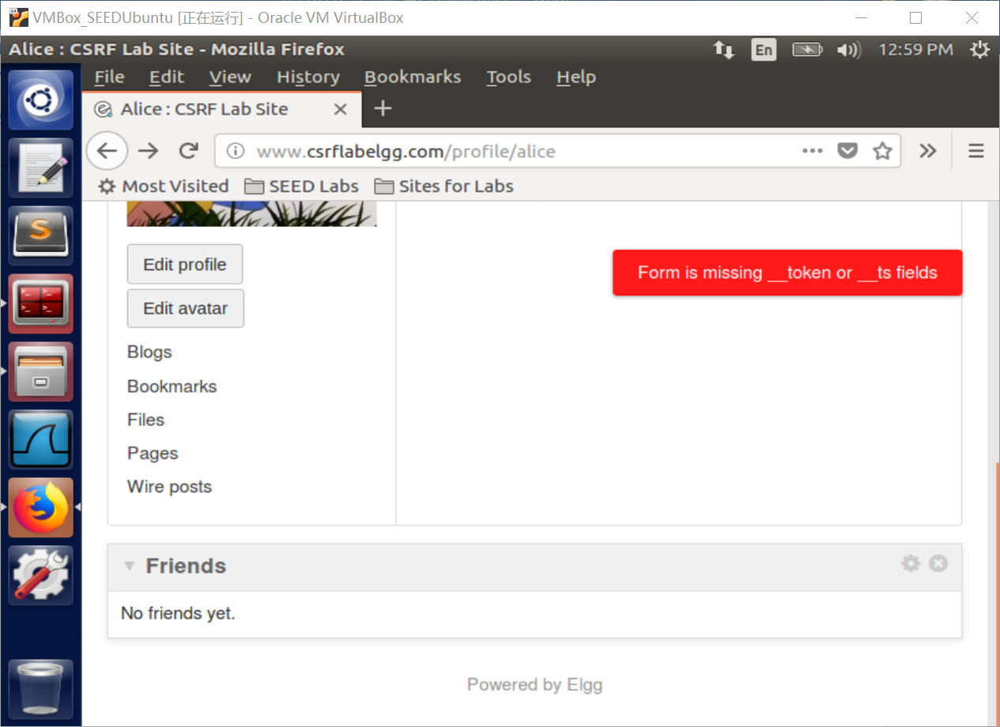 VMBox_SEEDUbuntu [正在运行] - Oracle VM VirtualBox
Alice : CSRF Lab Site - Mozilla Firefox
En
12:59 PM
File Edit View History Bookmarks Tools Help
Alice : CSRF Lab Site
www.csrflabelgg.com/profile/alice
Most Visited SEED Labs Sites for Labs
Edit profile
Form is missing __token or __ts fields
Edit avatar
Blogs
Bookmarks
Files
Pages
Wire posts
Friends
No friends yet.
Powered by Elgg